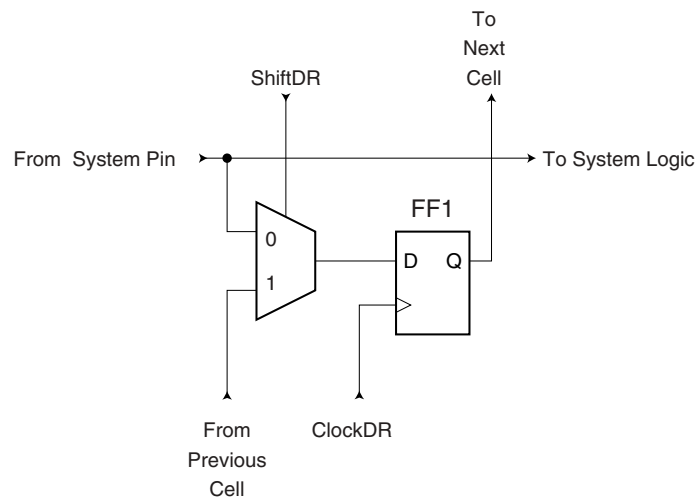 To
Next
Cell
ShiftDR
From System Pin
To System Logic
FF1
0
D Q
1
From
Previous
Cell
ClockDR